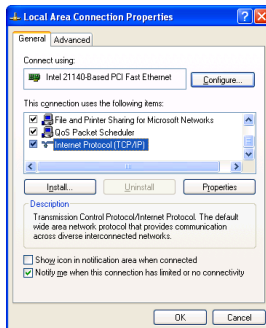 Local Area Connection Properties
General Advanced
Connect using:
Intel 21140-Based PCI Fast Ethernet
Configure...
This connection uses the following items:
File and Printer Sharing for Microsoft Networks
QoS Packet Scheduler
Internet Protocol (TCP/IP)
Install... Uninstall Properties
Description
Transmission Control Protocol/Internet Protocol. The default
wide area network protocol that provides communication
across diverse interconnected networks.
Show icon in notification area when connected
Notify me when this connection has limited or no connectivity
OK Cancel